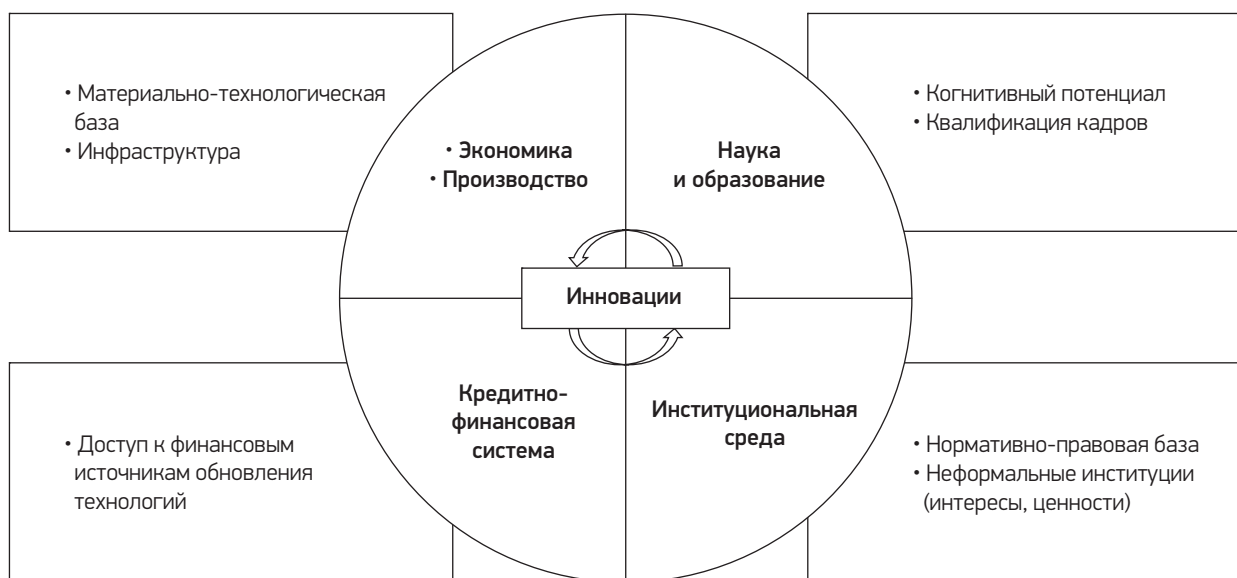 • Материально-технологическая
база
• Инфраструктура
• Экономика
• Производство
Наука
и образование
• Когнитивный потенциал
• Квалификация кадров
Инновации
• Доступ к финансовым
источникам обновления
технологий
Кредитно-
финансовая
система
Институциональная
среда
• Нормативно-правовая база
• Неформальные институции
(интересы, ценности)